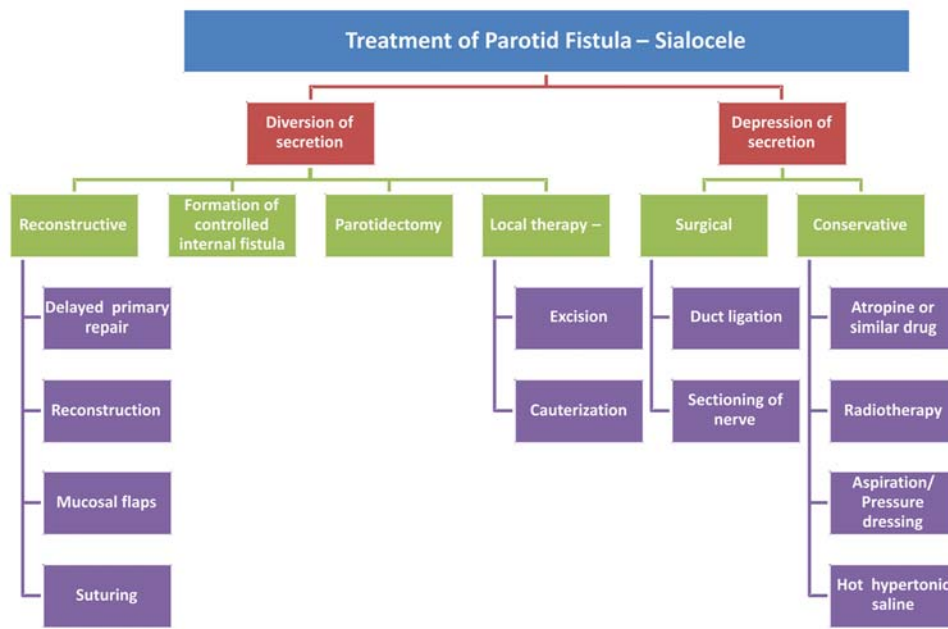 Treatment of Parotid Fistula – Sialocele
Diversion of
secretion
Depression of
secretion
Reconstructive
Formation of
controlled
internal fistula
Parotidectomy
Local therapy –
Surgical
Conservative
Delayed primary
repair
Reconstruction
Mucosal flaps
Suturing
Excision
Cauterization
Duct ligation
Sectioning of
nerve
Atropine or
similar drug
Radiotherapy
Aspiration/
Pressure
dressing
Hot hypertonic
saline